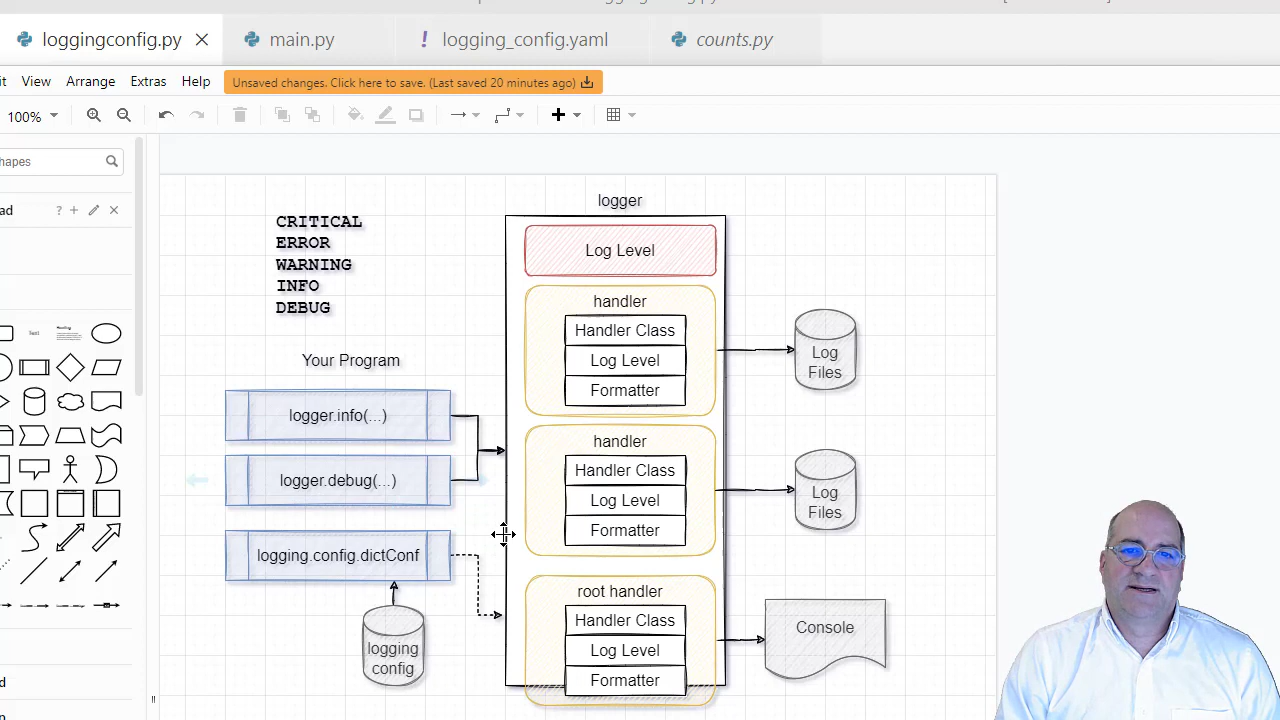 loggingconfig.py
main.py
! logging_config.yaml
counts.py
it View Arrange Extras Help
Unsaved changes. Click here to save. (Last saved 20 minutes ago)
100%
hapes
ad ?
logger
CRITICAL
ERROR
WARNING
INFO
DEBUG
Log Level
handler
Handler Class
Log Level
Formatter
Log
Files
Your Program
logger.info(...)
logger.debug(...)
logging.config.dictConf
logging
config
handler
Handler Class
Log Level
Formatter
Log
Files
root handler
Handler Class
Log Level
Formatter
Console
Text
Heading
d